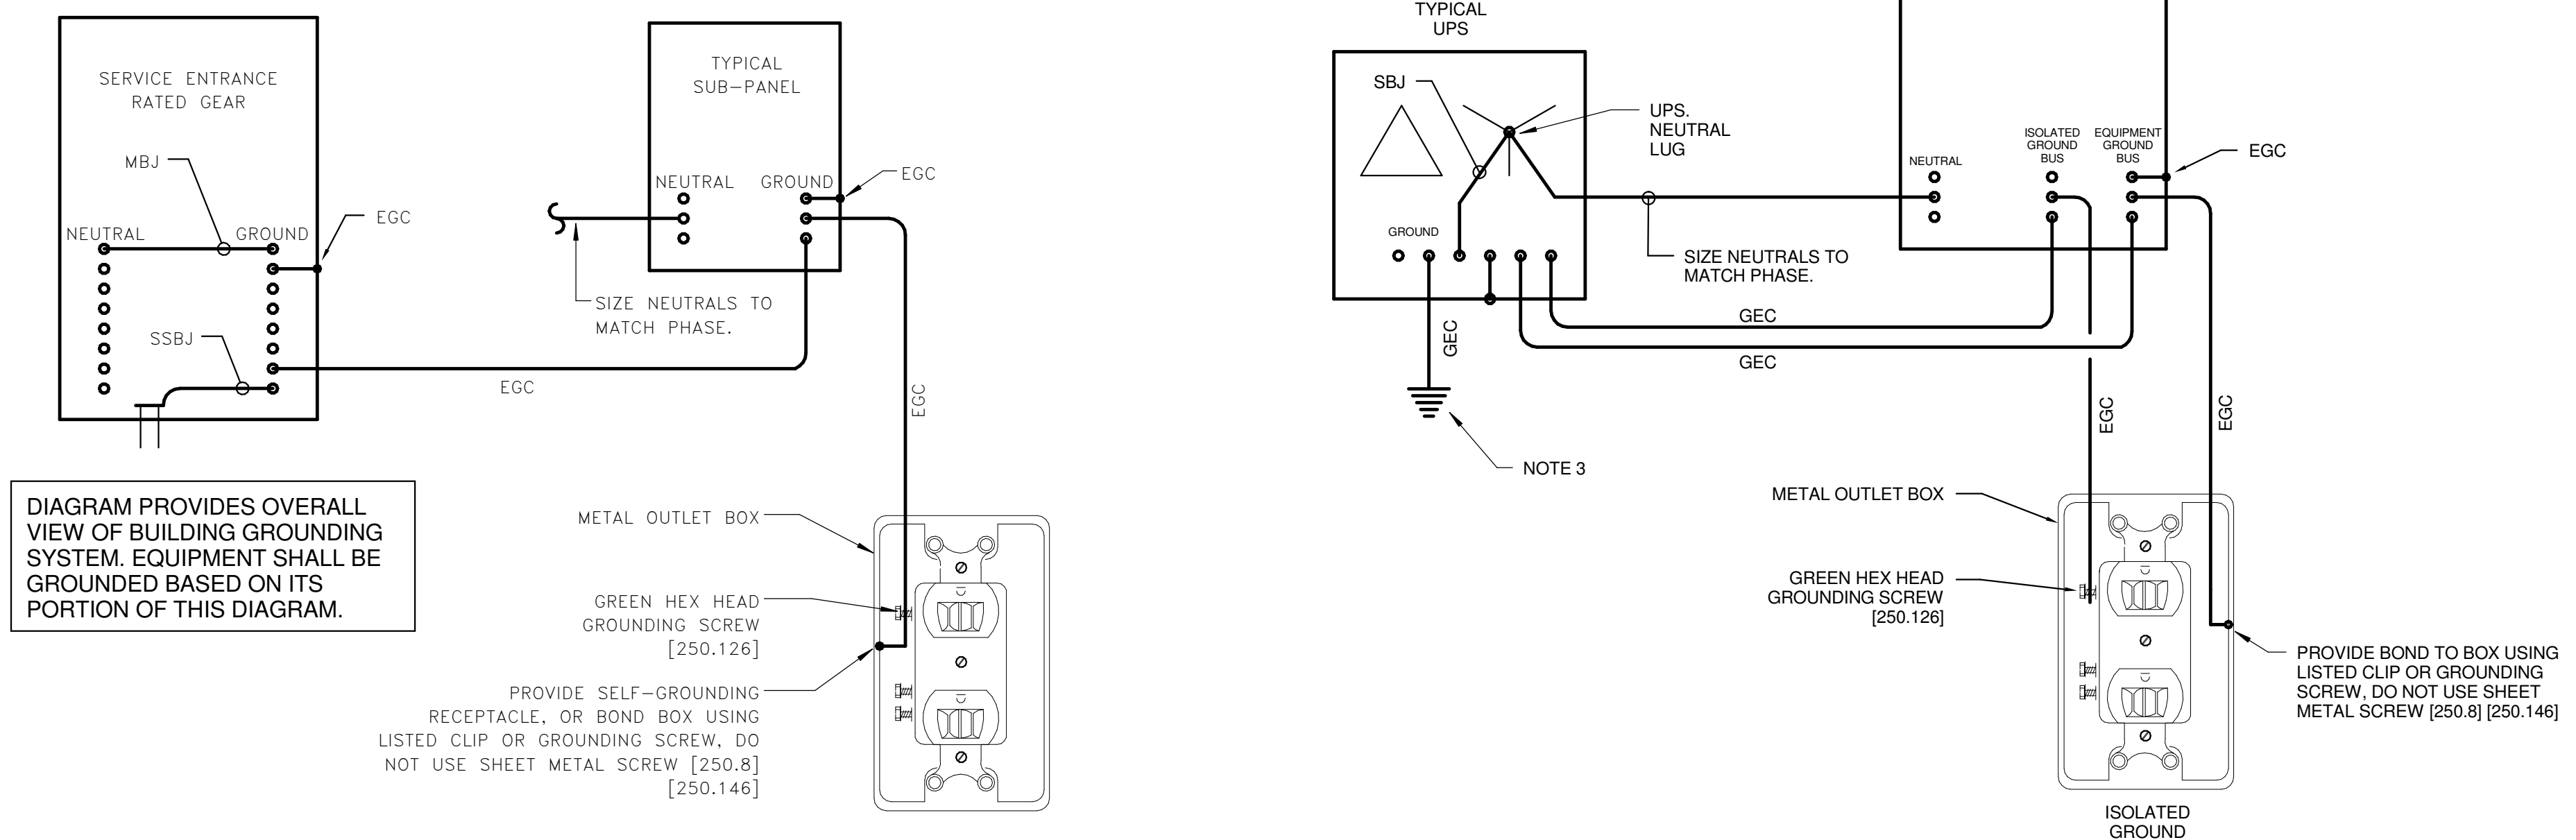 SERVICE ENTRANCE
RATED GEAR
MBJ
NEUTRAL
GROUND
EGC
SSBJ
EGC
DIAGRAM PROVIDES OVERALL
VIEW OF BUILDING GROUNDING
SYSTEM. EQUIPMENT SHALL BE
GROUNDED BASED ON ITS
PORTION OF THIS DIAGRAM.
TYPICAL
SUB-PANEL
NEUTRAL
GROUND
EGC
SIZE NEUTRALS TO
MATCH PHASE.
EGC
METAL OUTLET BOX
GREEN HEX HEAD
GROUNDING SCREW
[250.126]
PROVIDE SELF-GROUNDING
RECEPTACLE, OR BOND BOX USING
LISTED CLIP OR GROUNDING SCREW, DO
NOT USE SHEET METAL SCREW [250.8]
[250.146]
TYPICAL
UPS
SBJ
UPS.
NEUTRAL
LUG
GROUND
GEC
NOTE 3
SIZE NEUTRALS TO
MATCH PHASE.
GEC
GEC
NEUTRAL
ISOLATED
GROUND
BUS
EQUIPMENT
GROUND
BUS
EGC
EGC
EGC
METAL OUTLET BOX
GREEN HEX HEAD
GROUNDING SCREW
[250.126]
PROVIDE BOND TO BOX USING
LISTED CLIP OR GROUNDING
SCREW, DO NOT USE SHEET
METAL SCREW [250.8] [250.146]
ISOLATED
GROUND